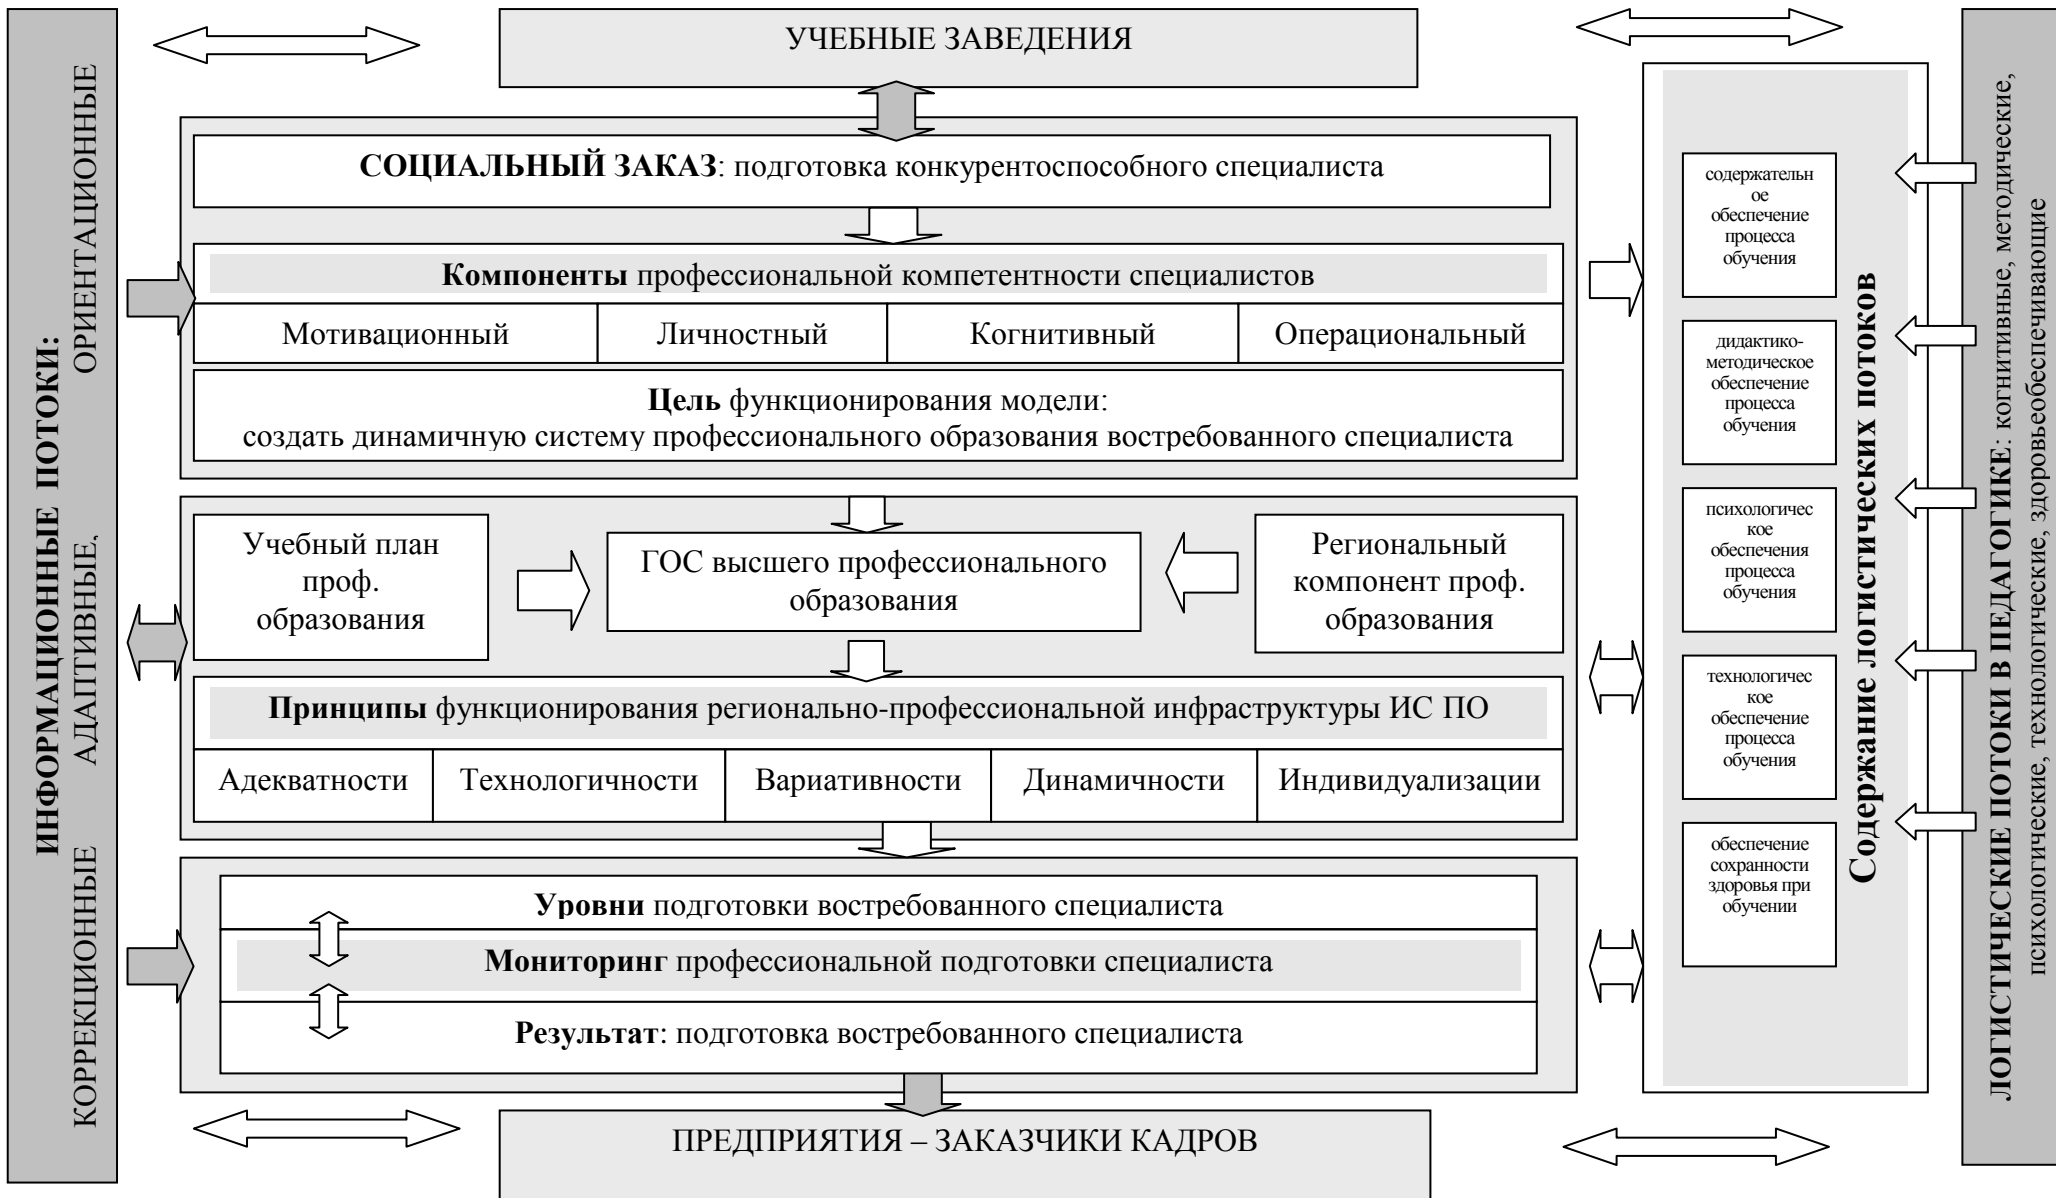 УЧЕБНЫЕ ЗАВЕДЕНИЯ
ИНФОРМАЦИОННЫЕ ПОТОКИ:
ОРИЕНТАЦИОННЫЕ
АДАПТИВНЫЕ,
КОРРЕКЦИОННЫЕ
СОЦИАЛЬНЫЙ ЗАКАЗ: подготовка конкурентоспособного специалиста
Компоненты профессиональной компетентности специалистов
Мотивационный
Личностный
Когнитивный
Операциональный
Цель функционирования модели:
создать динамичную систему профессионального образования востребованного специалиста
Учебный план
проф.
образования
ГОС высшего профессионального
образования
Региональный
компонент проф.
образования
Принципы функционирования регионально-профессиональной инфраструктуры ИС ПО
Адекватности
Технологичности
Вариативности
Динамичности
Индивидуализации
Уровни подготовки востребованного специалиста
Мониторинг профессиональной подготовки специалиста
Результат: подготовка востребованного специалиста
ПРЕДПРИЯТИЯ – ЗАКАЗЧИКИ КАДРОВ
содержательн
ое
обеспечение
процесса
обучения
дидактико-
методическое
обеспечение
процесса
обучения
психологичес
кое
обеспечения
процесса
обучения
технологичес
кое
обеспечение
процесса
обучения
обеспечение
сохранности
здоровья при
обучении
Содержание логистических потоков
ЛОГИСТИЧЕСКИЕ ПОТОКИ В ПЕДАГОГИКЕ: когнитивные, методические,
психологические, технологические, здоровьеобеспечивающие